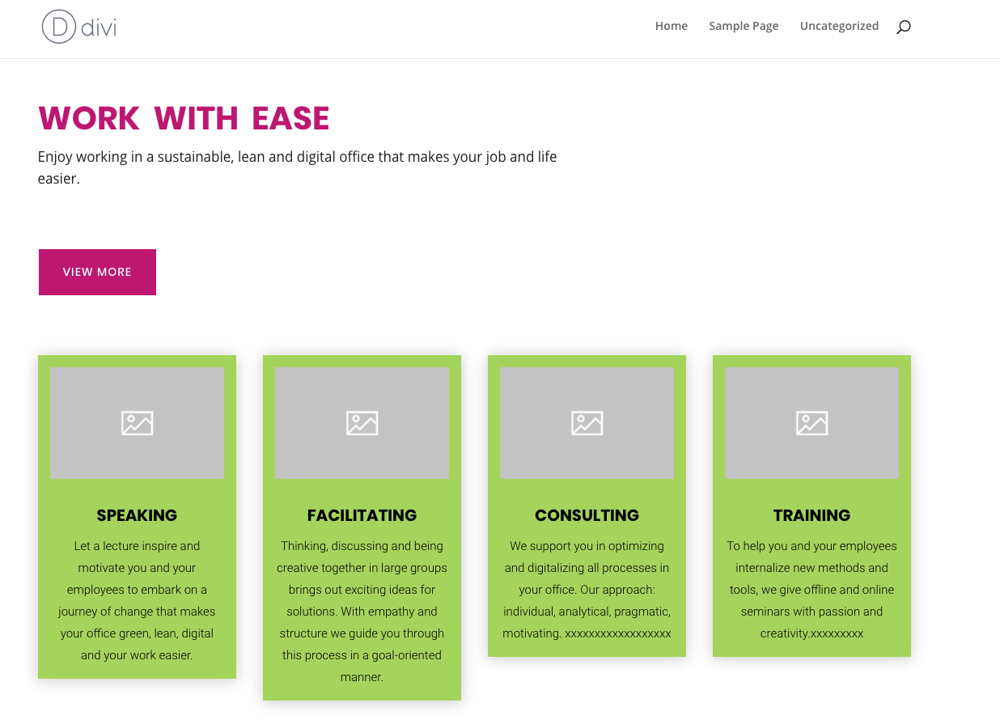 D divi
Home Sample Page Uncategorized
WORK WITH EASE
Enjoy working in a sustainable, lean and digital office that makes your job and life
easier.
VIEW MORE
SPEAKING
Let a lecture inspire and
motivate you and your
employees to embark on a
journey of change that makes
your office green, lean, digital
and your work easier.
FACILITATING
Thinking, discussing and being
creative together in large groups
brings out exciting ideas for
solutions. With empathy and
structure we guide you through
this process in a goal-oriented
manner.
CONSULTING
We support you in optimizing
and digitalizing all processes in
your office. Our approach:
individual, analytical, pragmatic,
motivating. xxxxxxxxxxxxxxxxxx
TRAINING
To help you and your employees
internalize new methods and
tools, we give offline and online
seminars with passion and
creativity.xxxxxxxxx